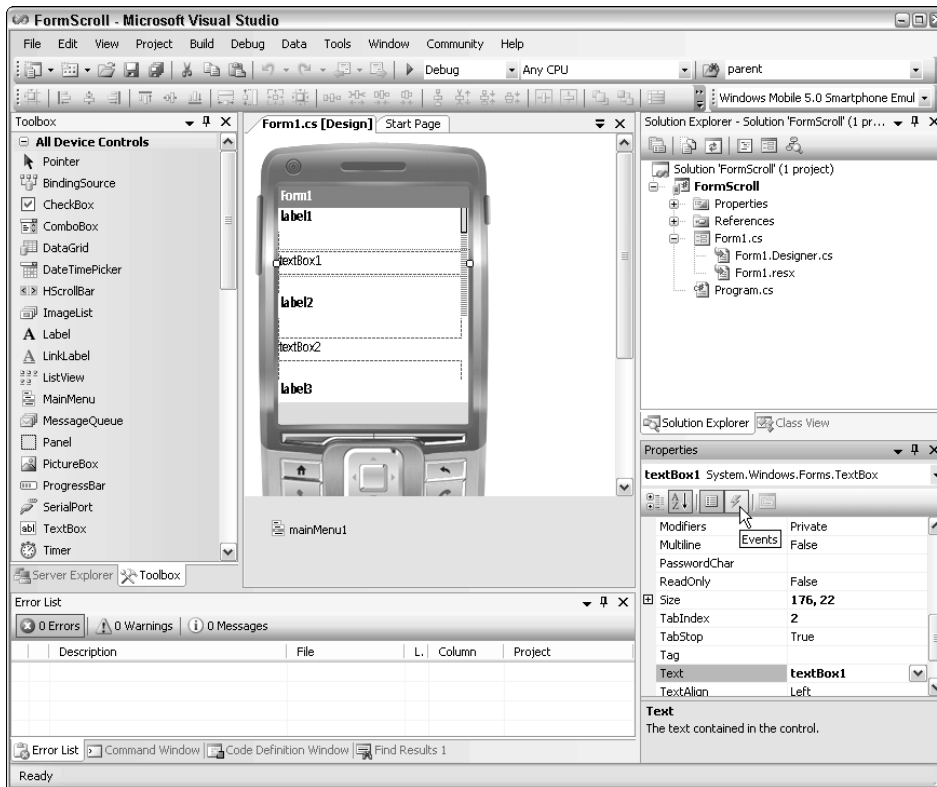 FormScroll - Microsoft Visual Studio
File Edit View Project Build Debug Data Tools Window Community Help
Debug Any CPU parent
Windows Mobile 5.0 Smartphone Emul
Toolbox
All Device Controls
Pointer
BindingSource
CheckBox
ComboBox
DataGrid
DateTimePicker
HScrollBar
ImageList
Label
LinkLabel
ListView
MainMenu
MessageQueue
Panel
PictureBox
ProgressBar
SerialPort
TextBox
Timer
Server Explorer Toolbox
Form1.cs [Design] Start Page
Form1
label1
textBox1
label2
textBox2
label3
mainMenu1
Solution Explorer - Solution 'FormScroll' (1 pr...
Solution 'FormScroll' (1 project)
FormScroll
Properties
References
Form1.cs
Form1.Designer.cs
Form1.resx
Program.cs
Solution Explorer Class View
Properties
textBox1 System.Windows.Forms.TextBox
Events
Modifiers Private
Multiline False
PasswordChar
ReadOnly False
Size 176, 22
TabIndex 2
TabStop True
Tag
Text textBox1
TextAlign Left
Text
The text contained in the control.
Error List
0 Errors 0 Warnings 0 Messages
Description File L. Column Project
Error List Command Window Code Definition Window Find Results 1
Ready